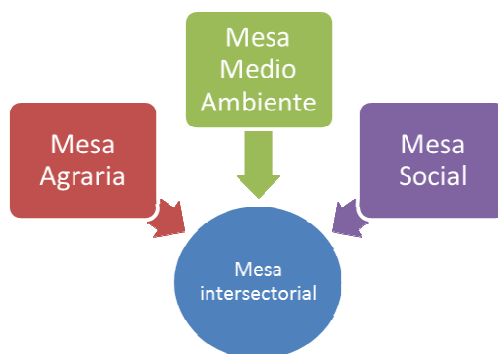 Mesa
Medio
Ambiente
Mesa
Agraria
Mesa
Social
Mesa
intersectorial